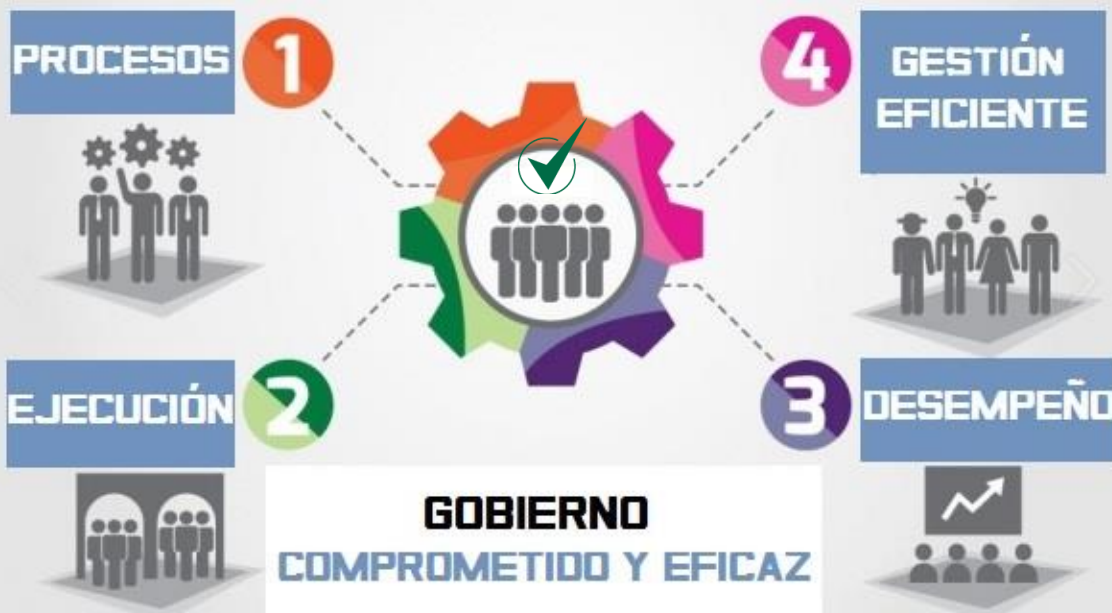 PROCESOS
1
EJECUCIÓN
2
3
DESEMPEÑO
4
GESTIÓN
EFICIENTE
GOBIERNO
COMPROMETIDO Y EFICAZ